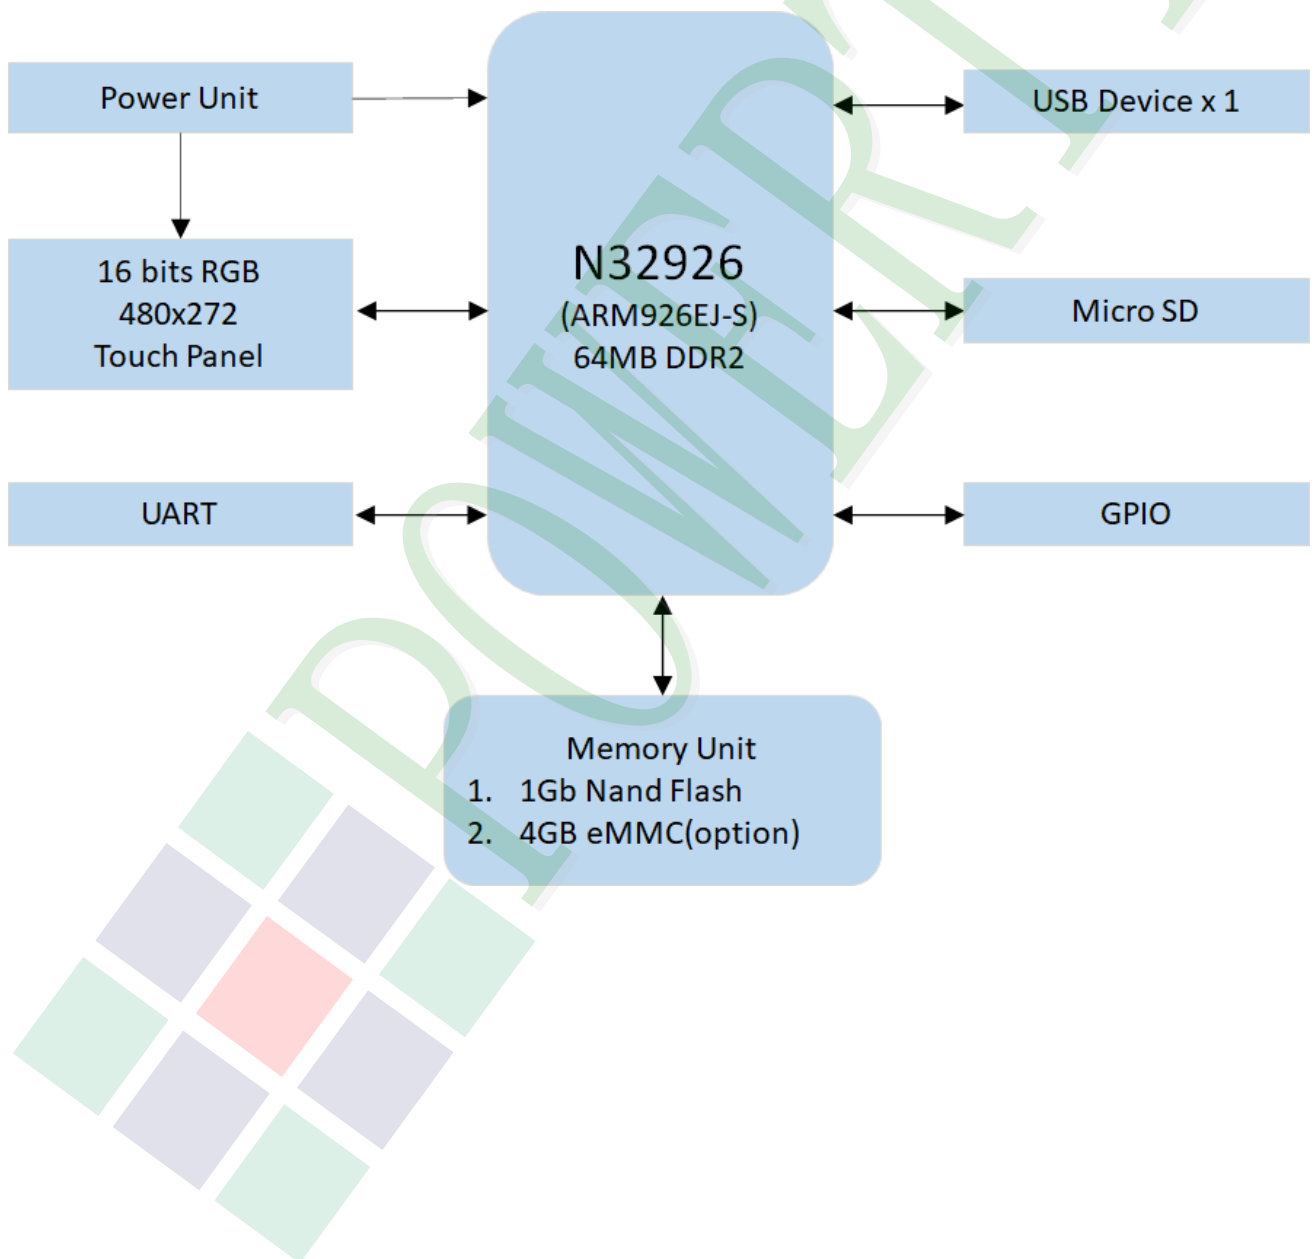 Power Unit
16 bits RGB
480x272
Touch Panel
UART
N32926
(ARM926EJ-S)
64MB DDR2
USB Device x 1
Micro SD
GPIO
Memory Unit
1. 1Gb Nand Flash
2. 4GB eMMC(option)
POWERT